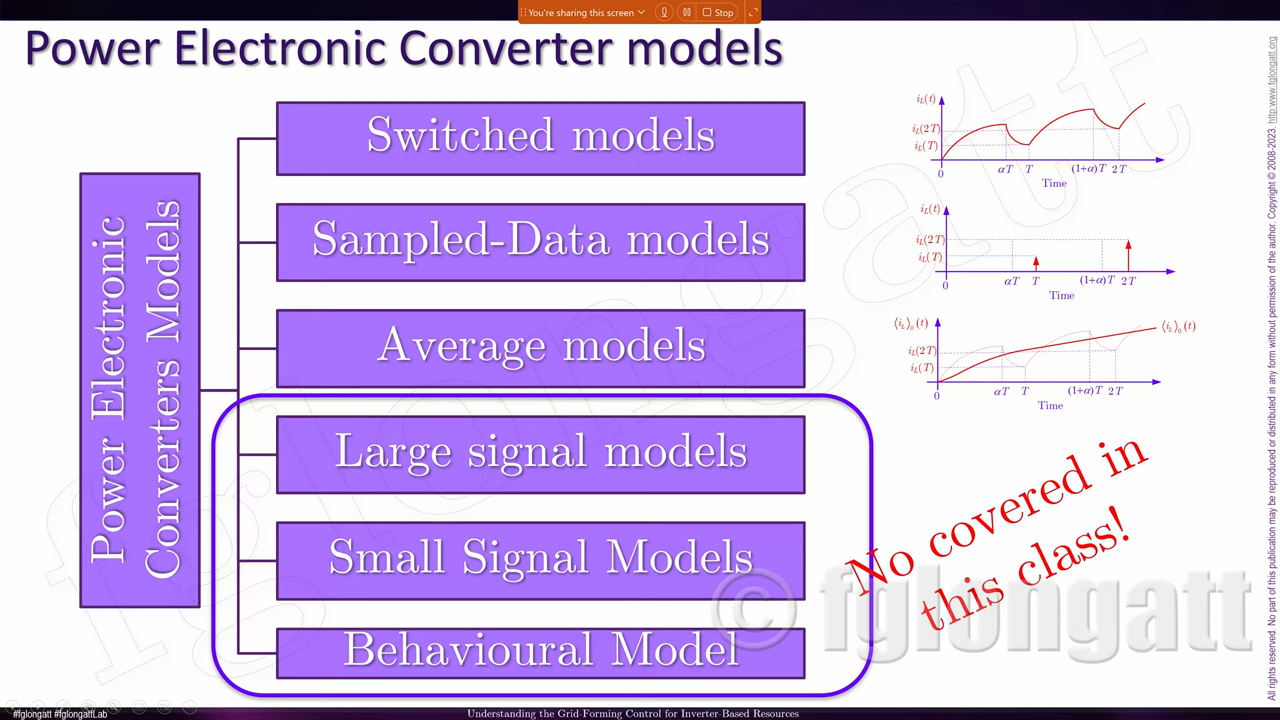 You're sharing this screen
Stop
Power Electronic Converter models
Power Electronic
Converters Models
Switched models
Sampled-Data models
Average models
Large signal models
Small Signal Models
Behavioural Model
i_L(t)
i_L(2T)
i_L(T)
0
αT
T
(1+α)T
2T
Time
i_L(t)
i_L(2T)
i_L(T)
0
αT
T
(1+α)T
2T
Time
⟨i_L⟩₀(t)
⟨i_L⟩₀(t)
i_L(2T)
i_L(T)
0
αT
T
(1+α)T
2T
Time
No covered in
this class!
© fglongatt
fglongatt
All rights reserved. No part of this publication may be reproduced or distributed in any form without permission of the author. Copyright © 2008-2023. http:www.fglongatt.org
#fglongatt #fglongattLab
Understanding the Grid-Forming Control for Inverter-Based Resources